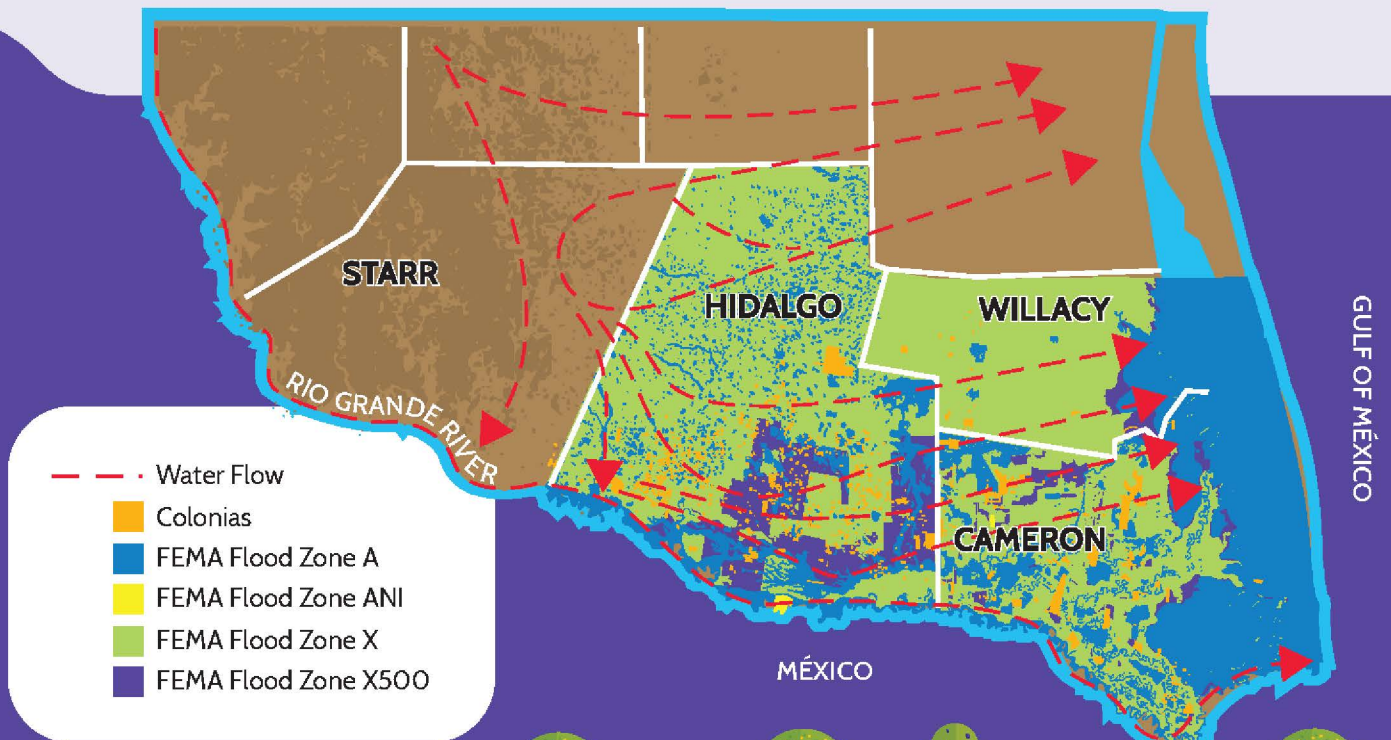 STARR
HIDALGO
WILLACY
CAMERON
RIO GRANDE RIVER
GULF OF MÉXICO
MÉXICO
Water Flow
Colonias
FEMA Flood Zone A
FEMA Flood Zone ANI
FEMA Flood Zone X
FEMA Flood Zone X500